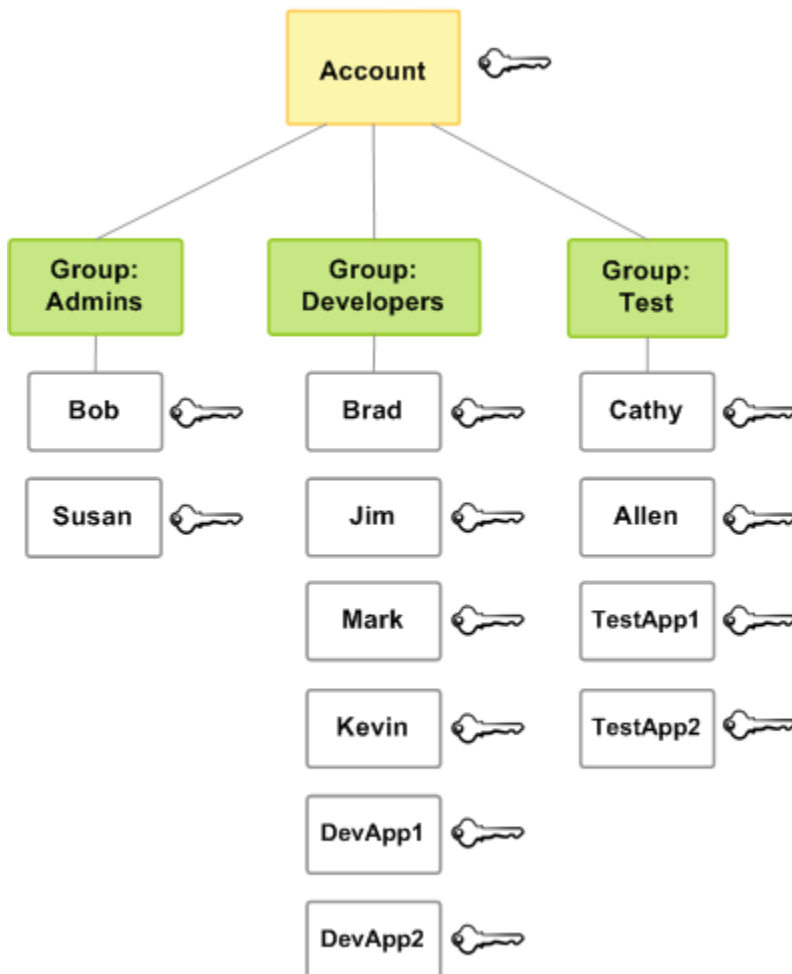 Account
Group:
Admins
Group:
Developers
Group:
Test
Bob
Brad
Cathy
Susan
Jim
Allen
Mark
TestApp1
Kevin
TestApp2
DevApp1
DevApp2